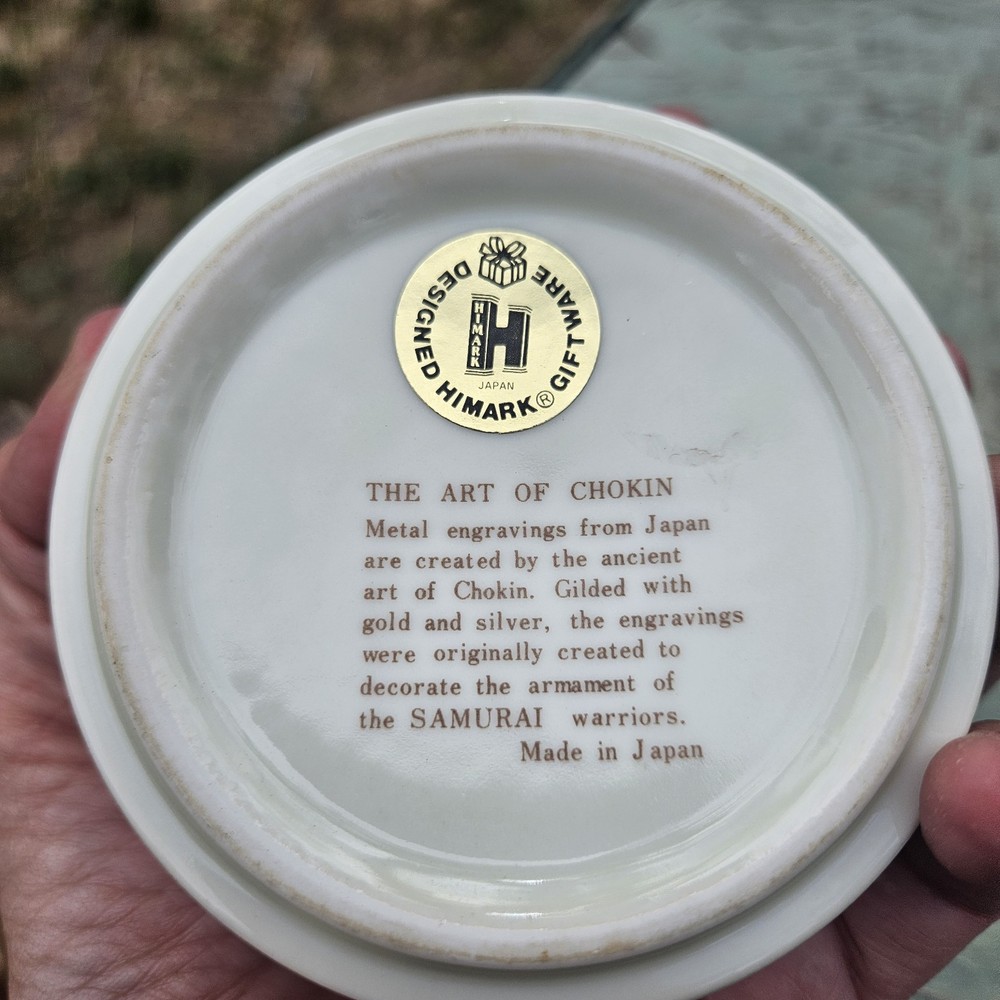 DESIGNED HIMARK® GIFTWARE
HIMARK
H
JAPAN
THE ART OF CHOKIN
Metal engravings from Japan
are created by the ancient
art of Chokin. Gilded with
gold and silver, the engravings
were originally created to
decorate the armament of
the SAMURAI warriors.
Made in Japan